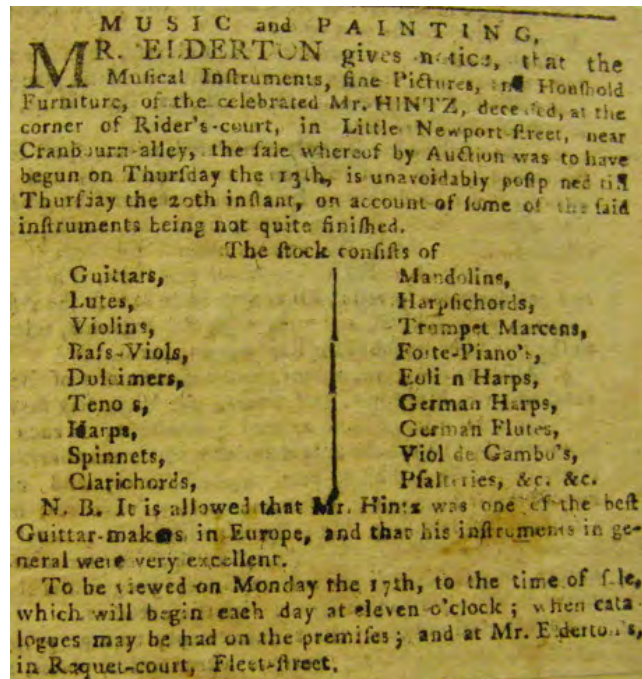 MUSIC and PAINTING,
MR. ELDERTON gives notice, that the
Muſical Inſtruments, fine Pictures, and Houſhold
Furniture, of the celebrated Mr. HINTZ, deceaſed, at the
corner of Rider's-court, in Little Newport-ſtreet, near
Cranbourn-alley, the ſale whereof by Auction was to have
begun on Thurſday the 13th, is unavoidably poſtp ned till
Thurſday the 20th inſtant, on account of ſome of the ſaid
inſtruments being not quite finiſhed.
The ſtock conſiſts of
Guittars,
Lutes,
Violins,
Baſs-Viols,
Dulcimers,
Teno s,
Harps,
Spinnets,
Clarichords,
Mandolins,
Harpſichords,
Trumpet Marcens,
Forte-Piano's,
Eoli n Harps,
German Harps,
German Flutes,
Viol de Gambo's,
Pſalteries, &c. &c.
N. B. It is allowed that Mr. Hintz was one of the beſt
Guittar-makers in Europe, and that his inſtruments in ge-
neral were very excellent.
To be viewed on Monday the 17th, to the time of ſale,
which will begin each day at eleven o'clock; when cata
logues may be had on the premiſes; and at Mr. Elderton's,
in Raquet-court, Fleet-ſtreet.